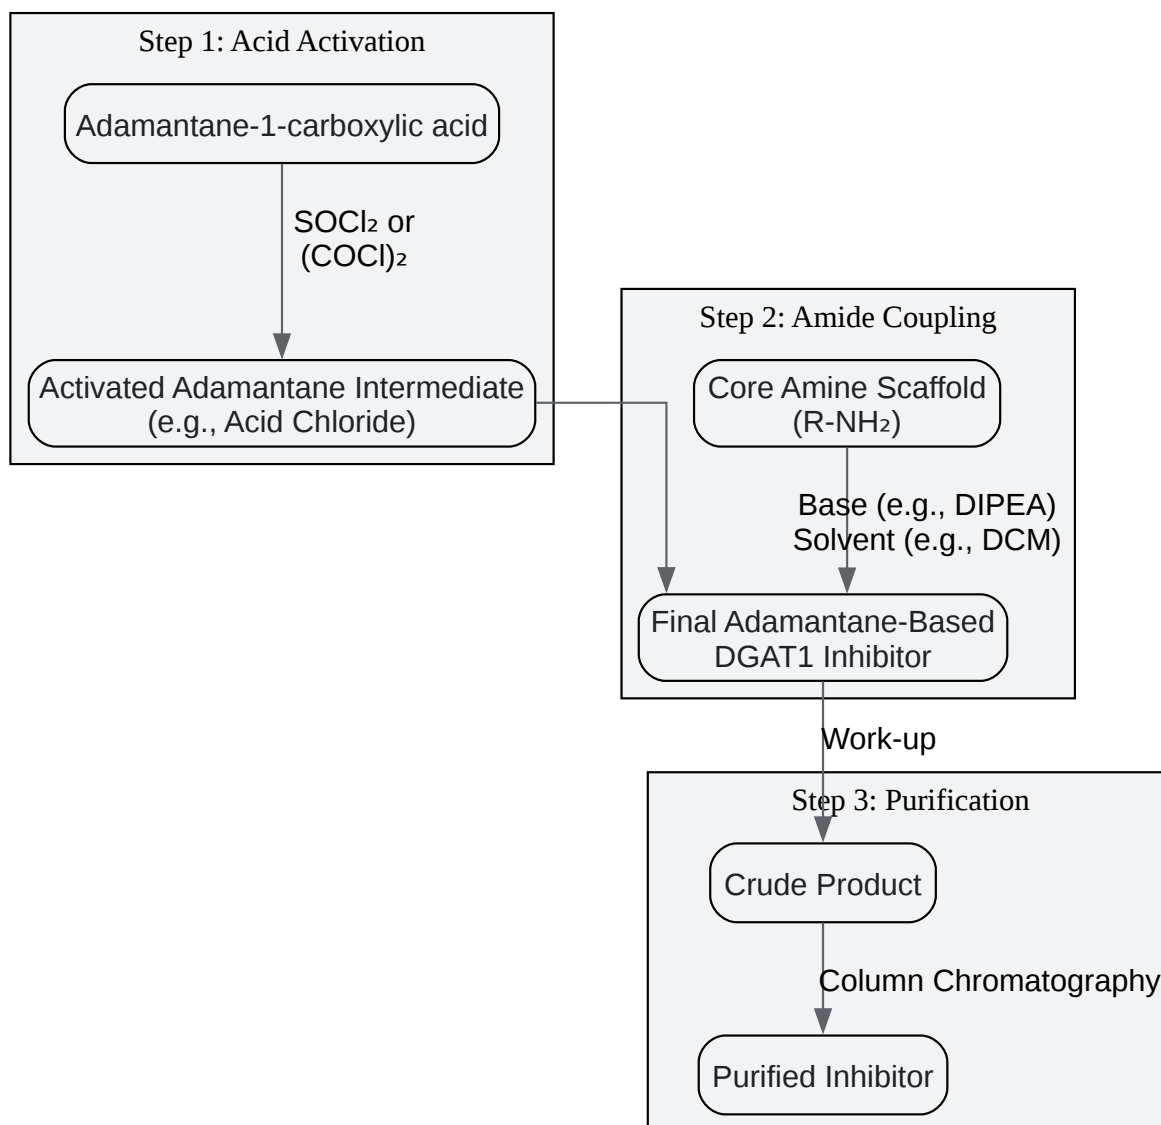 Step 1: Acid Activation
Adamantane-1-carboxylic acid
SOCl₂ or
(COCl)₂
Activated Adamantane Intermediate
(e.g., Acid Chloride)
Step 2: Amide Coupling
Core Amine Scaffold
(R-NH₂)
Base (e.g., DIPEA)
Solvent (e.g., DCM)
Final Adamantane-Based
DGAT1 Inhibitor
Work-up
Step 3: Purification
Crude Product
Column Chromatography
Purified Inhibitor